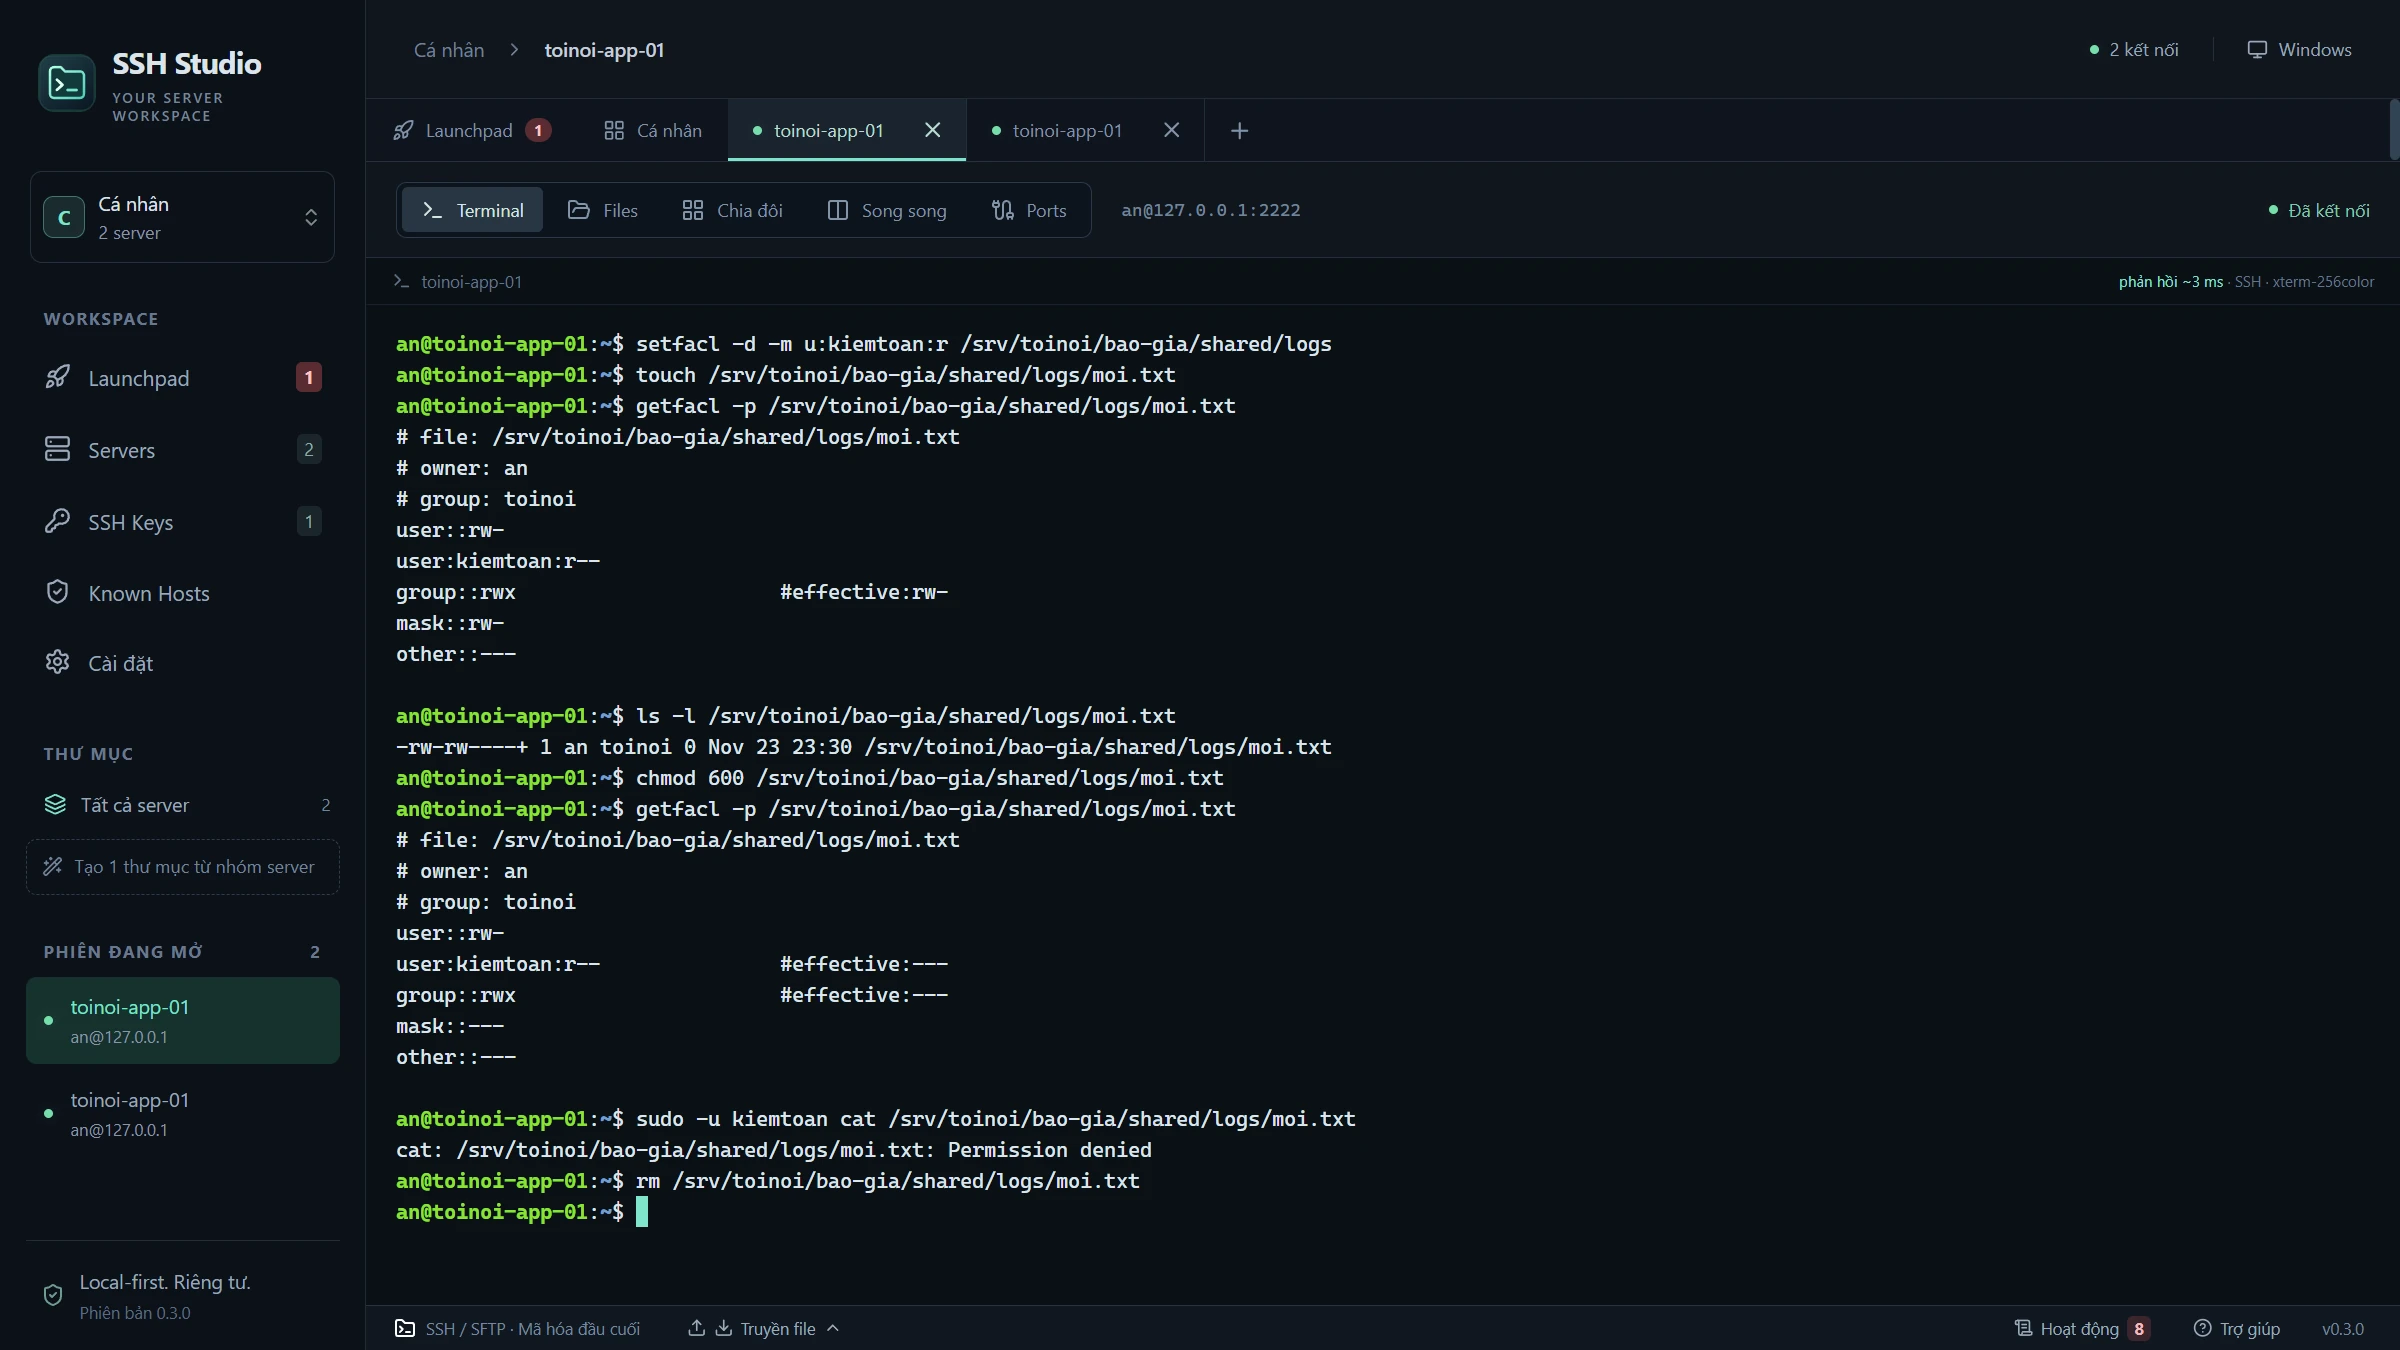 SSH Studio
YOUR SERVER
WORKSPACE
C
Cá nhân
2 server
WORKSPACE
Launchpad 1
Servers 2
SSH Keys 1
Known Hosts
Cài đặt
THƯ MỤC
Tất cả server 2
Tạo 1 thư mục từ nhóm server
PHIÊN ĐANG MỞ 2
toinoi-app-01
an@127.0.0.1
toinoi-app-01
an@127.0.0.1
Local-first. Riêng tư.
Phiên bản 0.3.0
Cá nhân > toinoi-app-01
2 kết nối
Windows
Launchpad 1
Cá nhân
toinoi-app-01
toinoi-app-01
Terminal
Files
Chia đôi
Song song
Ports
an@127.0.0.1:2222
Đã kết nối
toinoi-app-01
phản hồi ~3 ms · SSH · xterm-256color
an@toinoi-app-01:~$ setfacl -d -m u:kiemtoan:r /srv/toinoi/bao-gia/shared/logs
an@toinoi-app-01:~$ touch /srv/toinoi/bao-gia/shared/logs/moi.txt
an@toinoi-app-01:~$ getfacl -p /srv/toinoi/bao-gia/shared/logs/moi.txt
# file: /srv/toinoi/bao-gia/shared/logs/moi.txt
# owner: an
# group: toinoi
user::rw-
user:kiemtoan:r--
group::rwx #effective:rw-
mask::rw-
other::---
an@toinoi-app-01:~$ ls -l /srv/toinoi/bao-gia/shared/logs/moi.txt
-rw-rw----+ 1 an toinoi 0 Nov 23 23:30 /srv/toinoi/bao-gia/shared/logs/moi.txt
an@toinoi-app-01:~$ chmod 600 /srv/toinoi/bao-gia/shared/logs/moi.txt
an@toinoi-app-01:~$ getfacl -p /srv/toinoi/bao-gia/shared/logs/moi.txt
# file: /srv/toinoi/bao-gia/shared/logs/moi.txt
# owner: an
# group: toinoi
user::rw-
user:kiemtoan:r-- #effective:---
group::rwx #effective:---
mask::---
other::---
an@toinoi-app-01:~$ sudo -u kiemtoan cat /srv/toinoi/bao-gia/shared/logs/moi.txt
cat: /srv/toinoi/bao-gia/shared/logs/moi.txt: Permission denied
an@toinoi-app-01:~$ rm /srv/toinoi/bao-gia/shared/logs/moi.txt
an@toinoi-app-01:~$
SSH / SFTP · Mã hóa đầu cuối
Truyền file
Hoạt động 8
Trợ giúp
v0.3.0